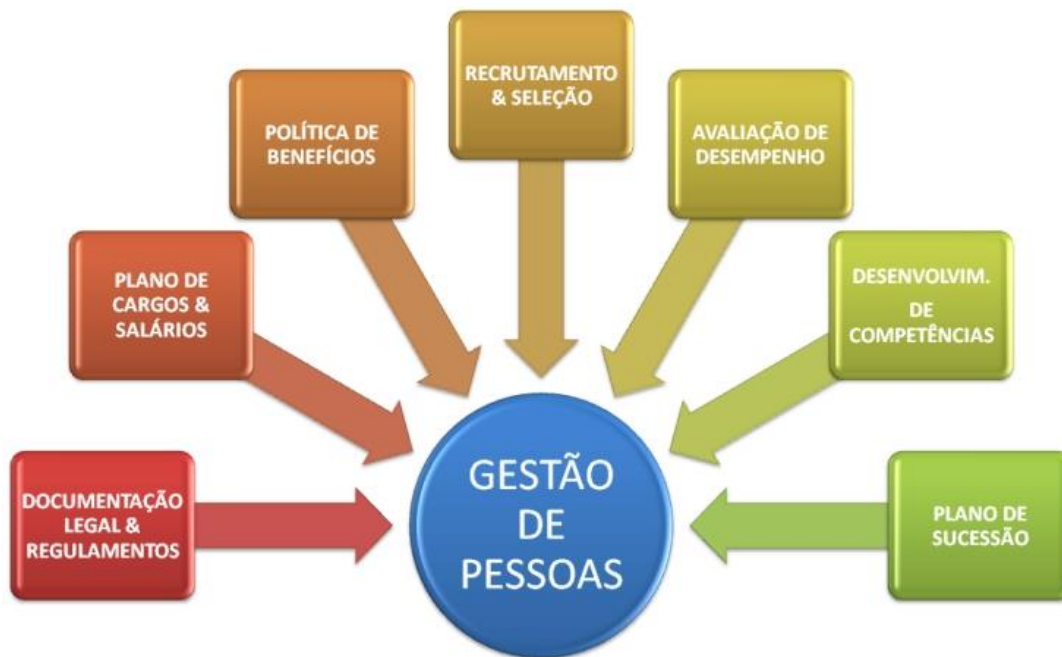 RECRUTAMENTO
& SELEÇÃO
POLÍTICA DE
BENEFÍCIOS
AVALIAÇÃO DE
DESEMPENHO
PLANO DE
CARGOS &
SALÁRIOS
DESENVOLVIM.
DE
COMPETÊNCIAS
DOCUMENTAÇÃO
LEGAL &
REGULAMENTOS
GESTÃO
DE
PESSOAS
PLANO DE
SUCESSÃO